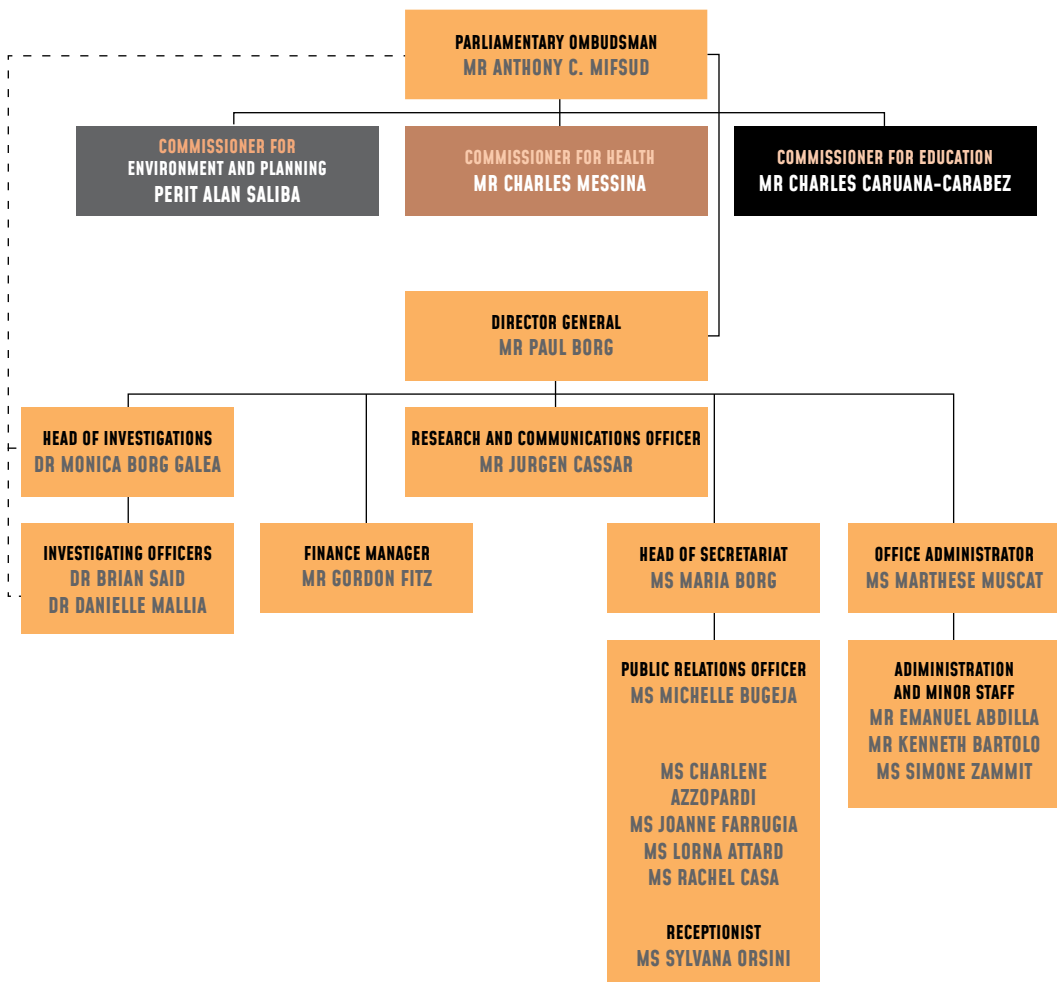 PARLIAMENTARY OMBUDSMAN
MR ANTHONY C. MIFSUD
COMMISSIONER FOR
ENVIRONMENT AND PLANNING
PERIT ALAN SALIBA
COMMISSIONER FOR HEALTH
MR CHARLES MESSINA
COMMISSIONER FOR EDUCATION
MR CHARLES CARUANA-CARABEZ
DIRECTOR GENERAL
MR PAUL BORG
HEAD OF INVESTIGATIONS
DR MONICA BORG GALEA
RESEARCH AND COMMUNICATIONS OFFICER
MR JURGEN CASSAR
INVESTIGATING OFFICERS
DR BRIAN SAID
DR DANIELLE MALLIA
FINANCE MANAGER
MR GORDON FITZ
HEAD OF SECRETARIAT
MS MARIA BORG
OFFICE ADMINISTRATOR
MS MARTHESE MUSCAT
PUBLIC RELATIONS OFFICER
MS MICHELLE BUGEJA
MS CHARLENE
AZZOPARDI
MS JOANNE FARRUGIA
MS LORNA ATTARD
MS RACHEL CASA
RECEPTIONIST
MS SYLVANA ORSINI
ADIMINISTRATION
AND MINOR STAFF
MR EMANUEL ABDILLA
MR KENNETH BARTOLO
MS SIMONE ZAMMIT